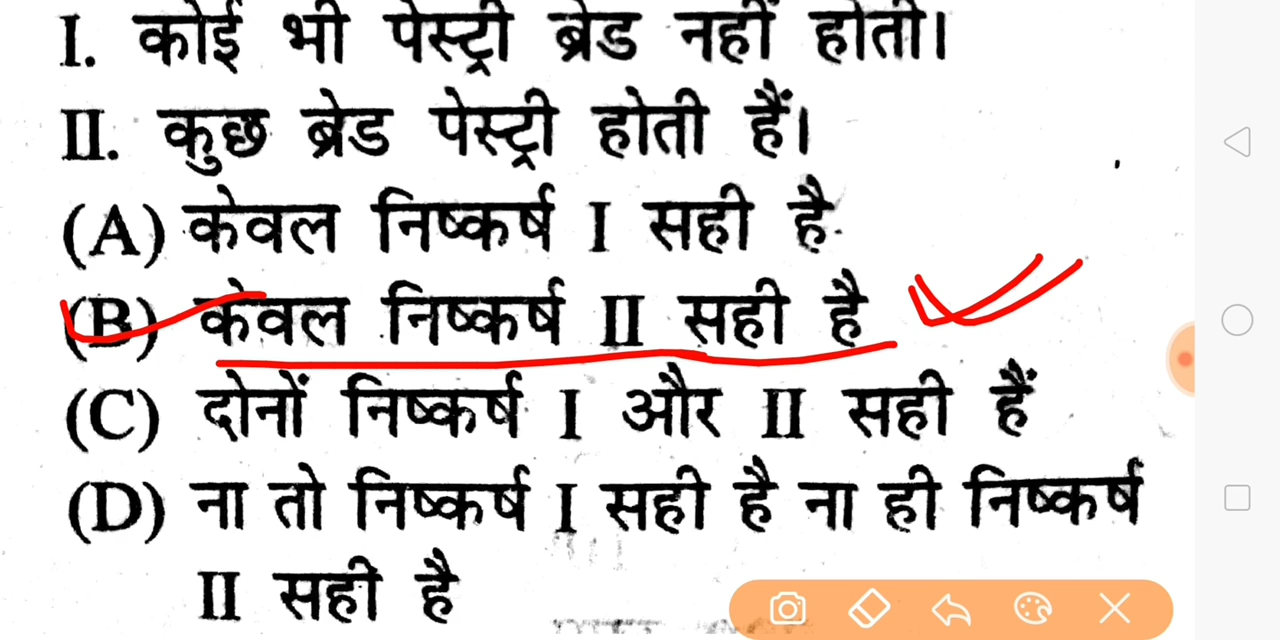 I. कोई भी पेस्ट्री ब्रेड नहीं होती।
II. कुछ ब्रेड पेस्ट्री होती हैं।
(A) केवल निष्कर्ष I सही है.
(B) केवल निष्कर्ष II सही है
(C) दोनों निष्कर्ष I और II सही हैं
(D) ना तो निष्कर्ष I सही है ना ही निष्कर्ष
II सही है